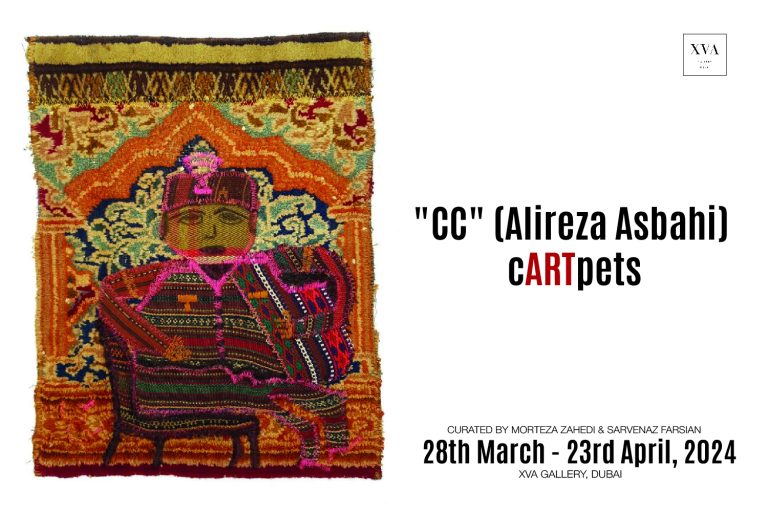 XVA
"CC" (Alireza Asbahi)
cARTpets
CURATED BY MORTEZA ZAHEDI & SARVENAZ FARSIAN
28th March - 23rd April, 2024
XVA GALLERY, DUBAI